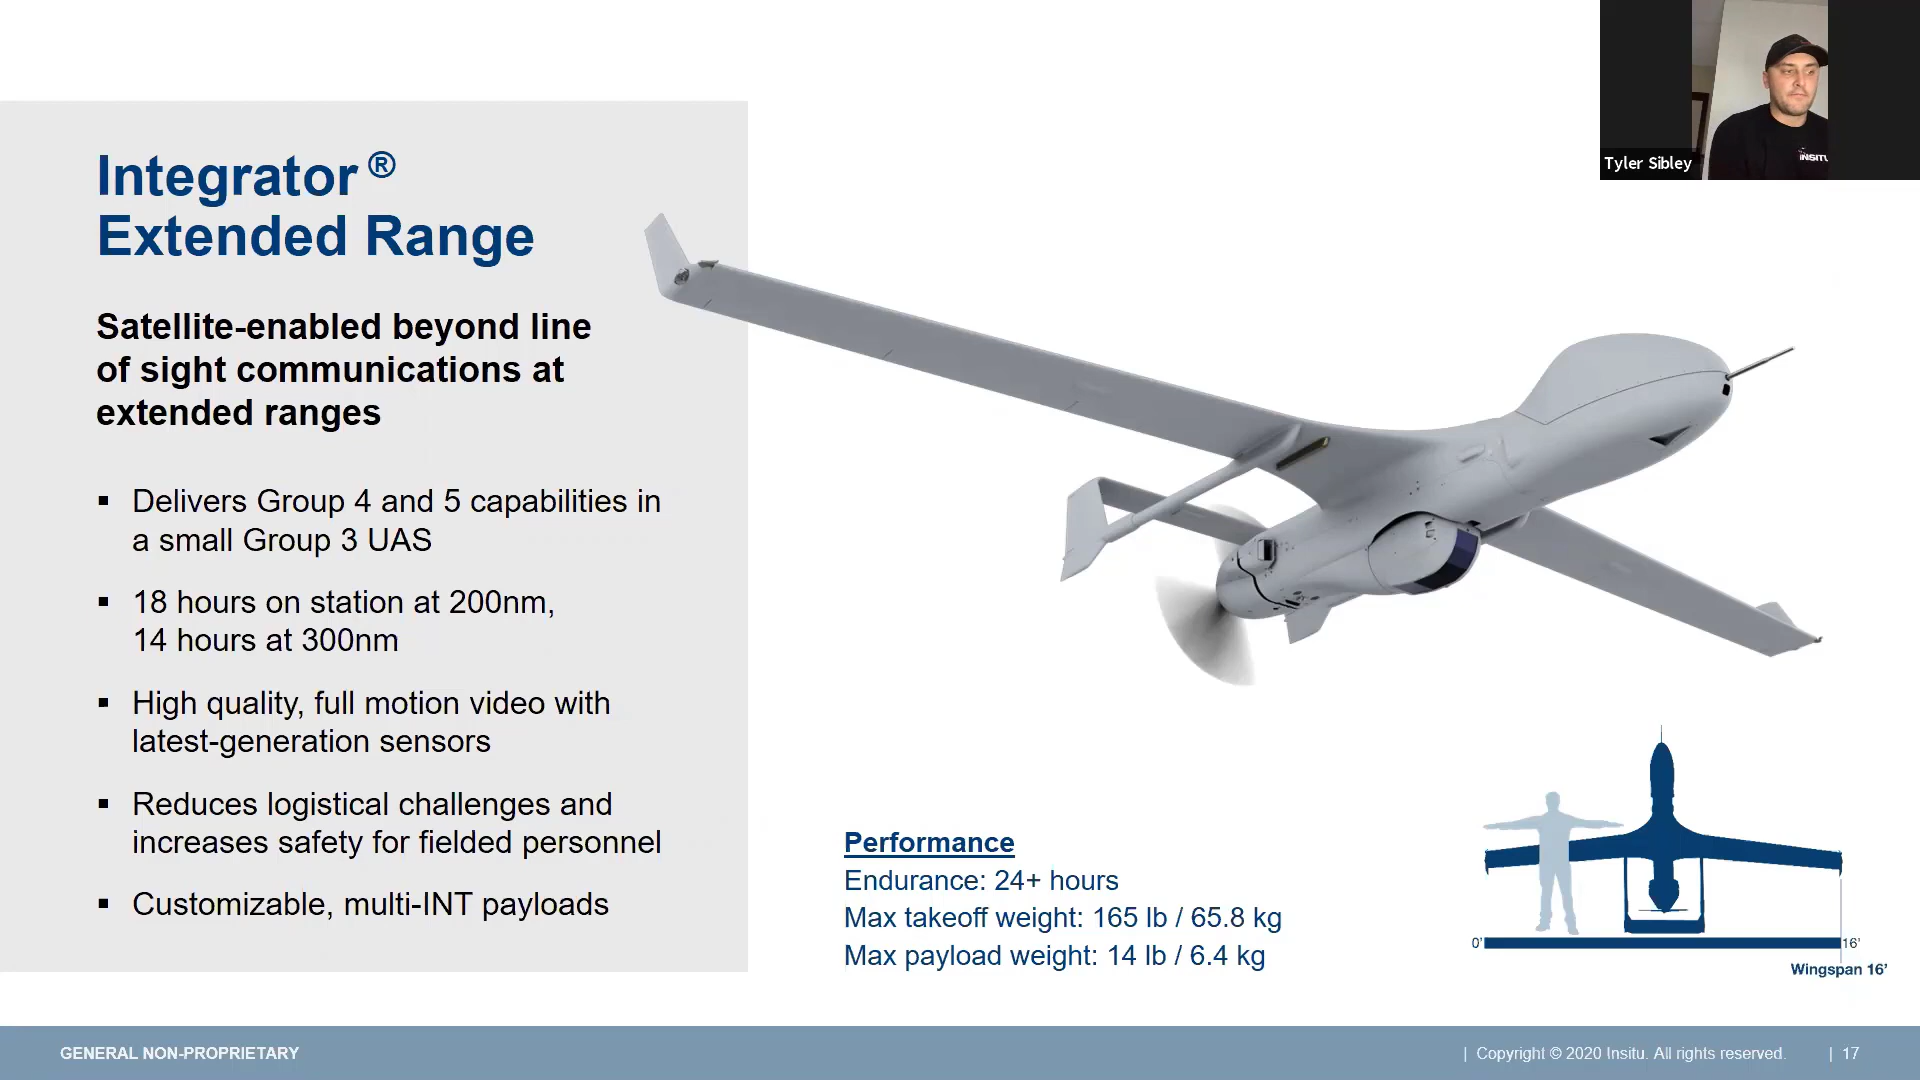 Integrator ®
Extended Range
Satellite-enabled beyond line
of sight communications at
extended ranges
▪ Delivers Group 4 and 5 capabilities in
a small Group 3 UAS
▪ 18 hours on station at 200nm,
14 hours at 300nm
▪ High quality, full motion video with
latest-generation sensors
▪ Reduces logistical challenges and
increases safety for fielded personnel
▪ Customizable, multi-INT payloads
Tyler Sibley
INSITU
Performance
Endurance: 24+ hours
Max takeoff weight: 165 lb / 65.8 kg
Max payload weight: 14 lb / 6.4 kg
0' 16'
Wingspan 16'
GENERAL NON-PROPRIETARY
| Copyright © 2020 Insitu. All rights reserved. | 17